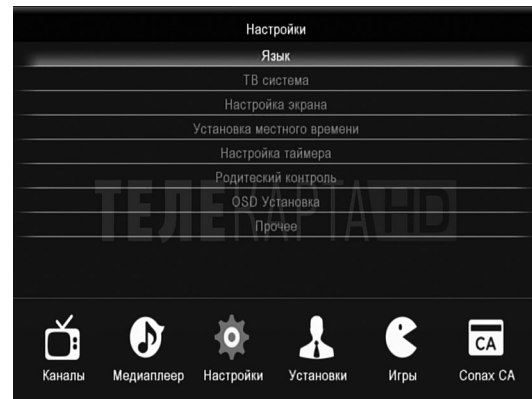 Настройки
Язык
ТВ система
Настройка экрана
Установка местного времени
Настройка таймера
Родитеский контроль
OSD Установка
Прочее
ТЕЛЕКАРТА HD
CA
Каналы Медиаплеер Настройки Установки Игры Conax CA